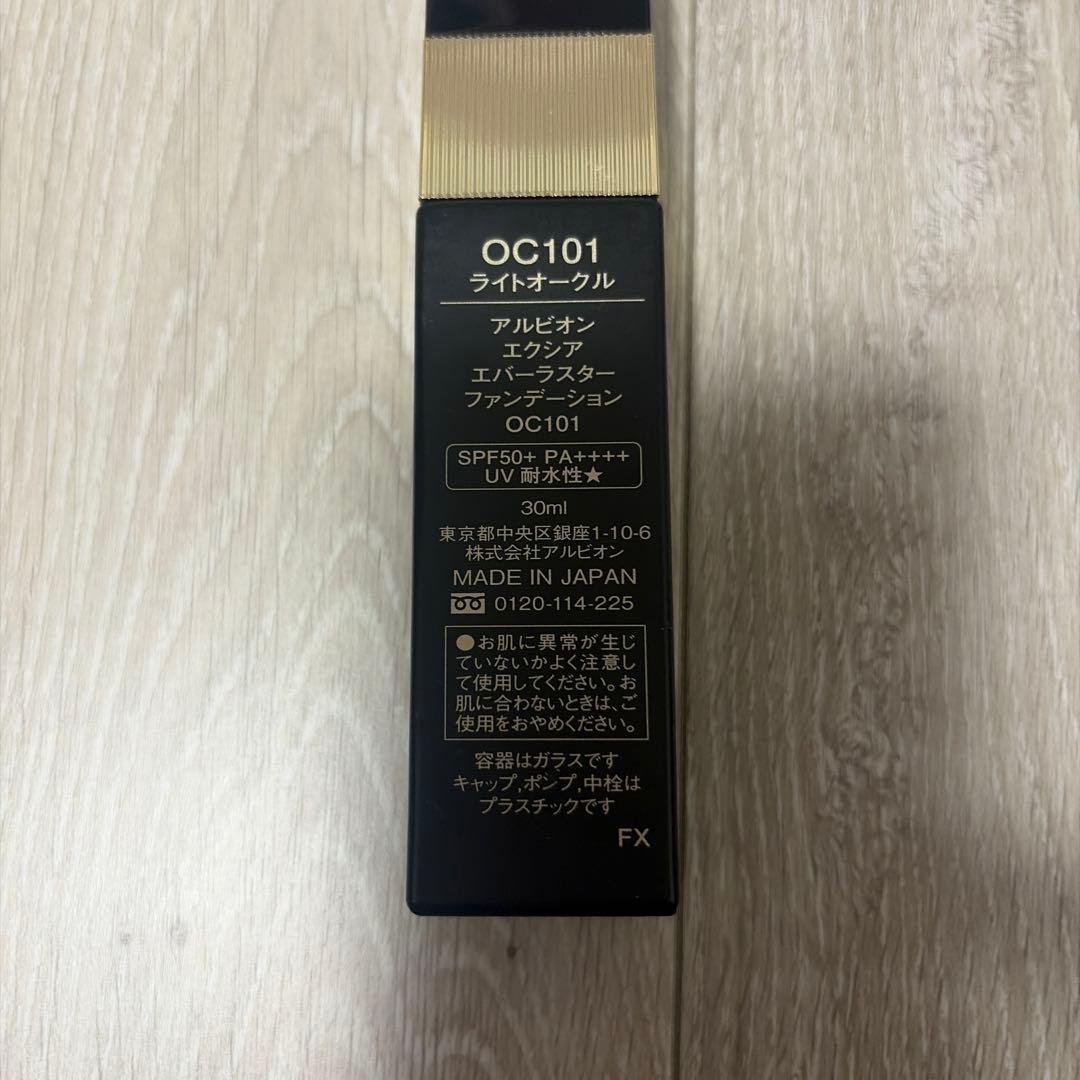 OC101
ライトオークル
アルビオン
エクシア
エバーラスター
ファンデーション
OC101
SPF50+ PA++++
UV 耐水性★
30ml
東京都中央区銀座1-10-6
株式会社アルビオン
MADE IN JAPAN
0120-114-225
●お肌に異常が生じ
ていないかよく注意し
て使用してください。お
肌に合わないときは、ご
使用をおやめください。
容器はガラスです
キャップ,ポンプ,中栓は
プラスチックです
FX